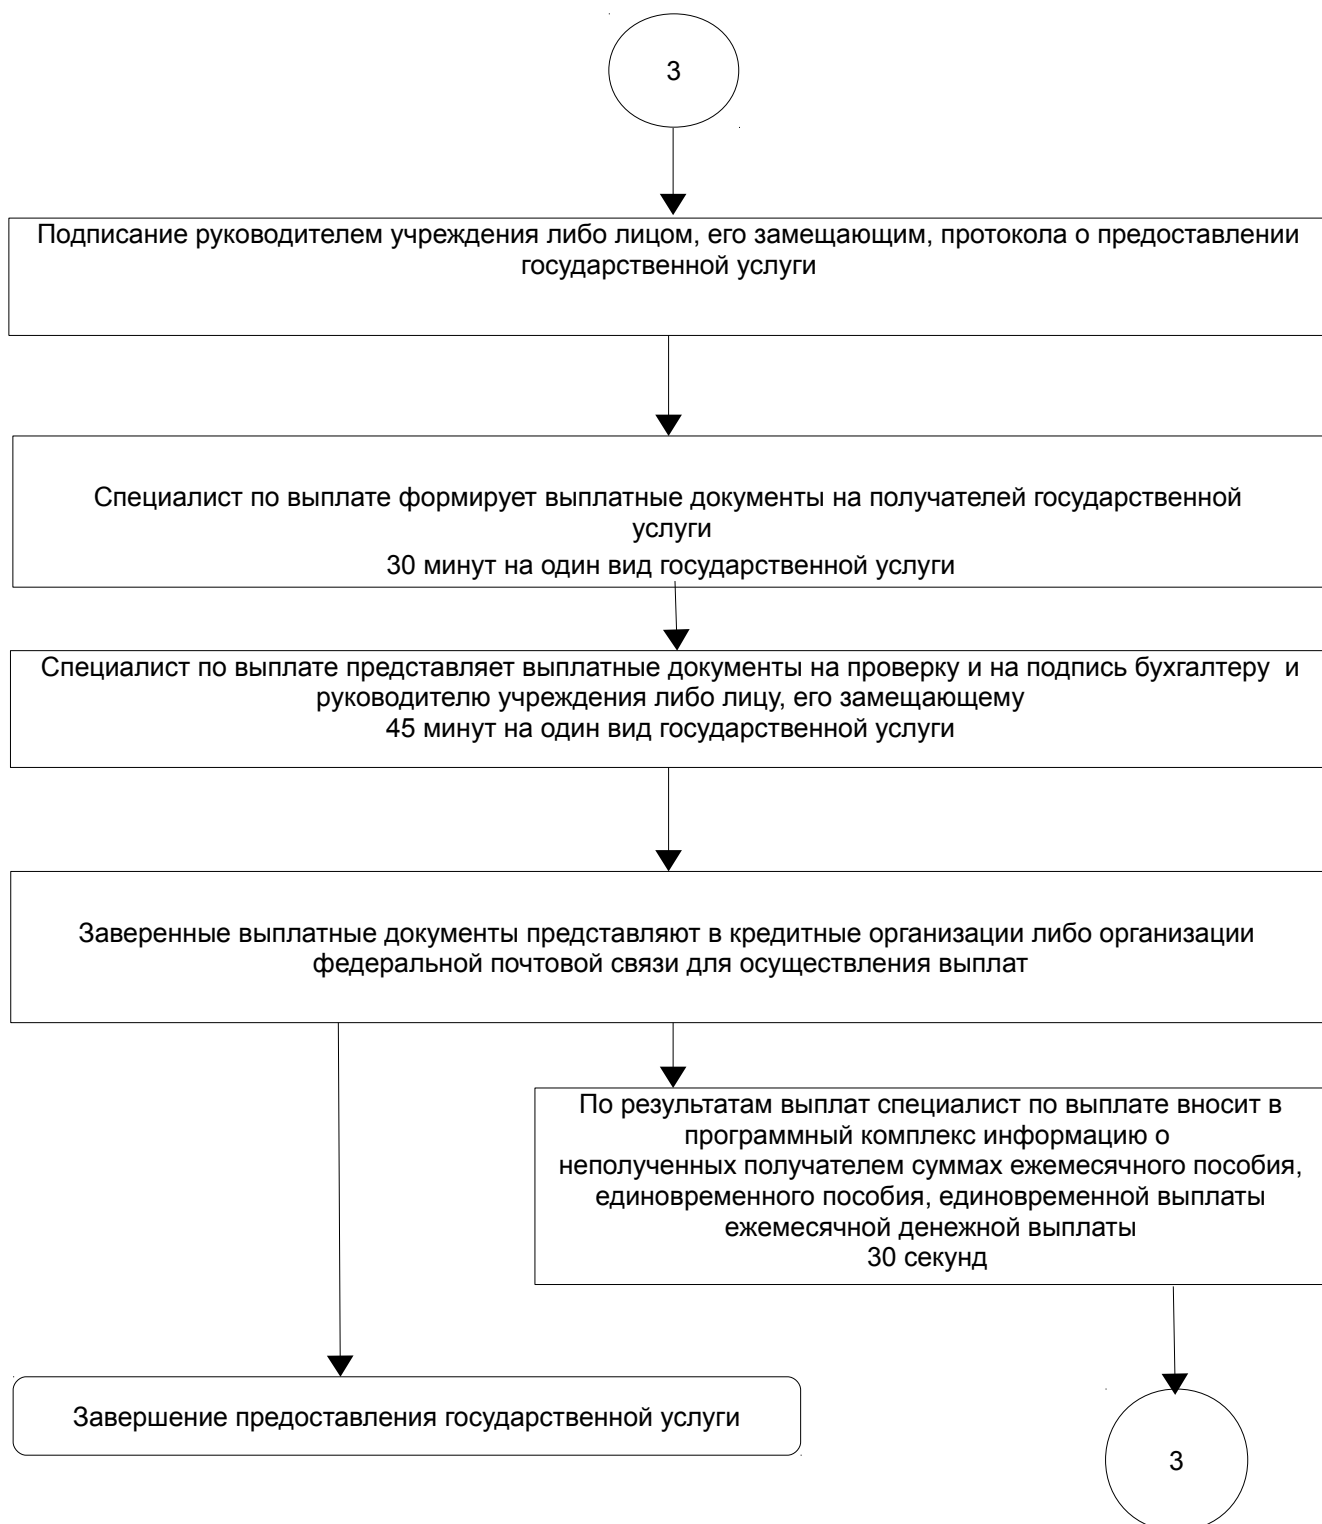 3
Подписание руководителем учреждения либо лицом, его замещающим, протокола о предоставлении
государственной услуги
Специалист по выплате формирует выплатные документы на получателей государственной
услуги
30 минут на один вид государственной услуги
Специалист по выплате представляет выплатные документы на проверку и на подпись бухгалтеру  и
руководителю учреждения либо лицу, его замещающему
45 минут на один вид государственной услуги
Заверенные выплатные документы представляют в кредитные организации либо организации
федеральной почтовой связи для осуществления выплат
По результатам выплат специалист по выплате вносит в
программный комплекс информацию о
неполученных получателем суммах ежемесячного пособия,
единовременного пособия, единовременной выплаты
ежемесячной денежной выплаты
30 секунд
Завершение предоставления государственной услуги
3